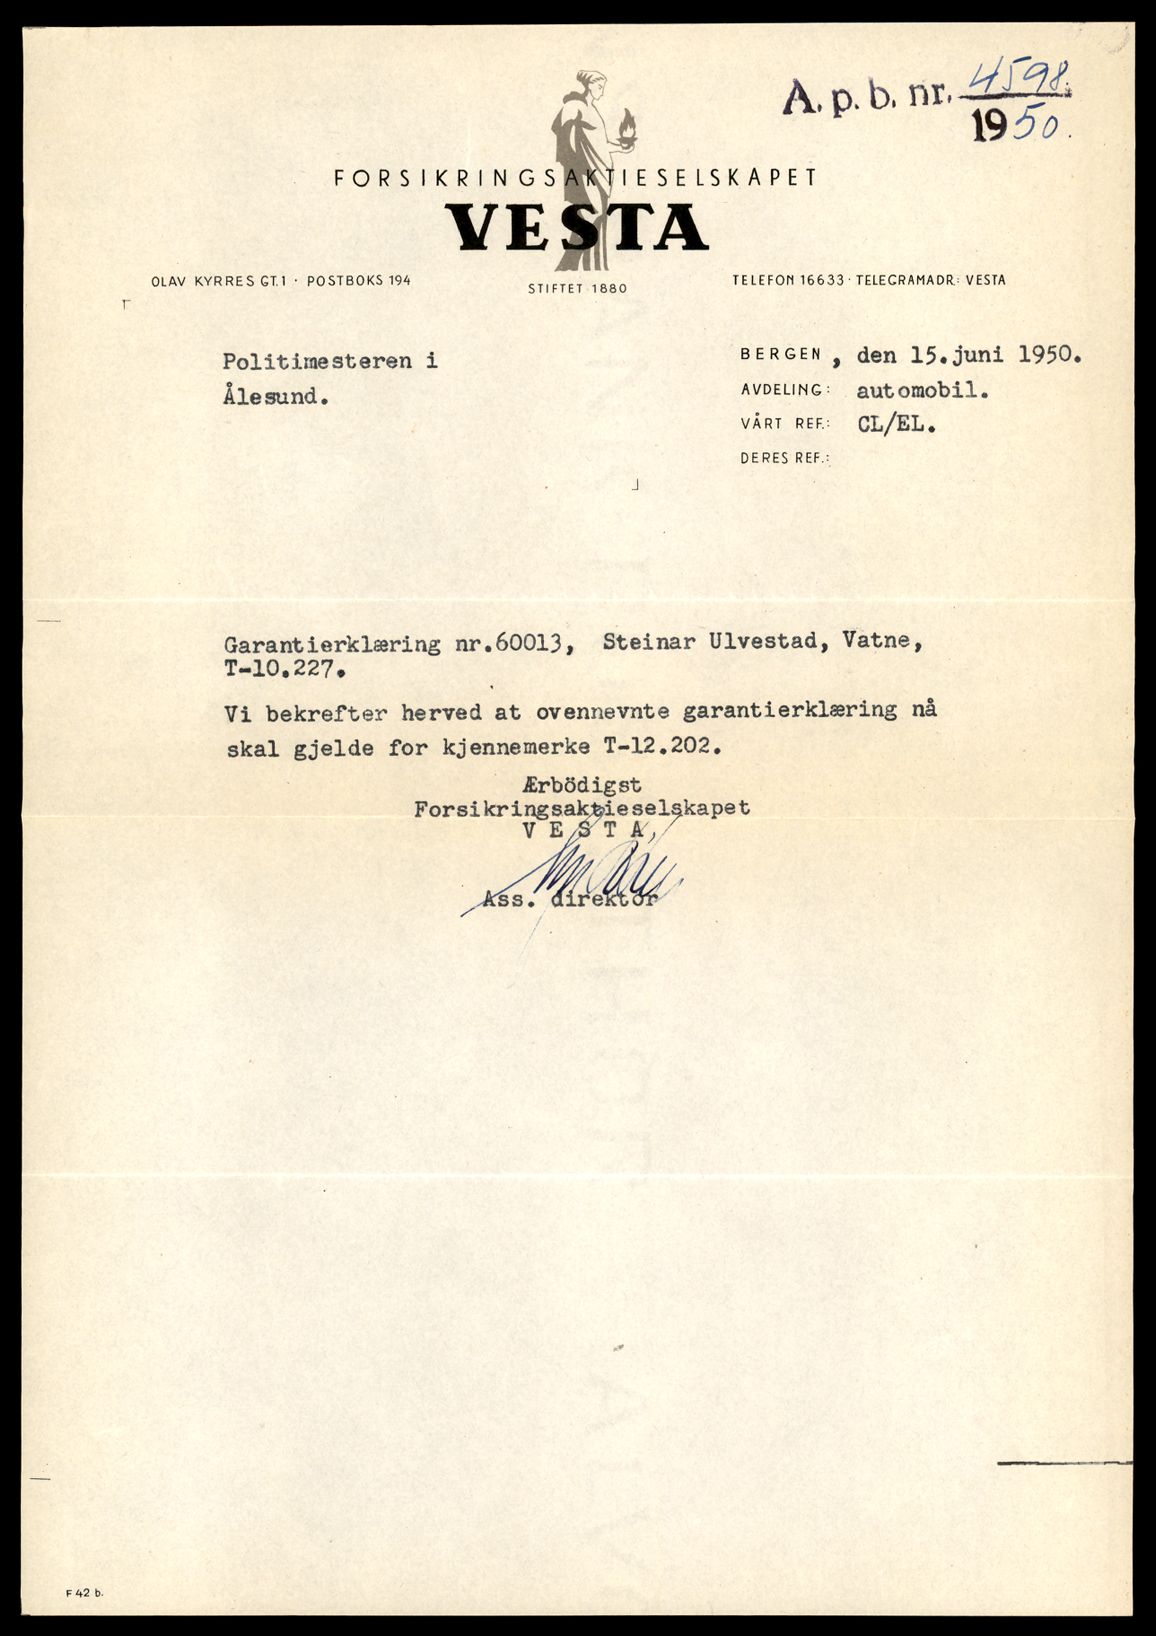 A. p. b. nr. 4598.
1950.
FORSIKRINGSAKTIESELSKAPET
VESTA
OLAV KYRRES GT. 1 · POSTBOKS 194
STIFTET 1880
TELEFON 16633 · TELEGRAMADR.: VESTA
Politimesteren i
Ålesund.
BERGEN, den 15. juni 1950.
AVDELING: automobil.
VÅRT REF.: CL/EL.
DERES REF.:
Garantierklæring nr.60013, Steinar Ulvestad, Vatne,
T-10.227.
Vi bekrefter herved at ovennevnte garantierklæring nå
skal gjelde for kjennemerke T-12.202.
Ærbödigst
Forsikringsaktieselskapet
V E S T A,
Ass. direktör
F 42 b.